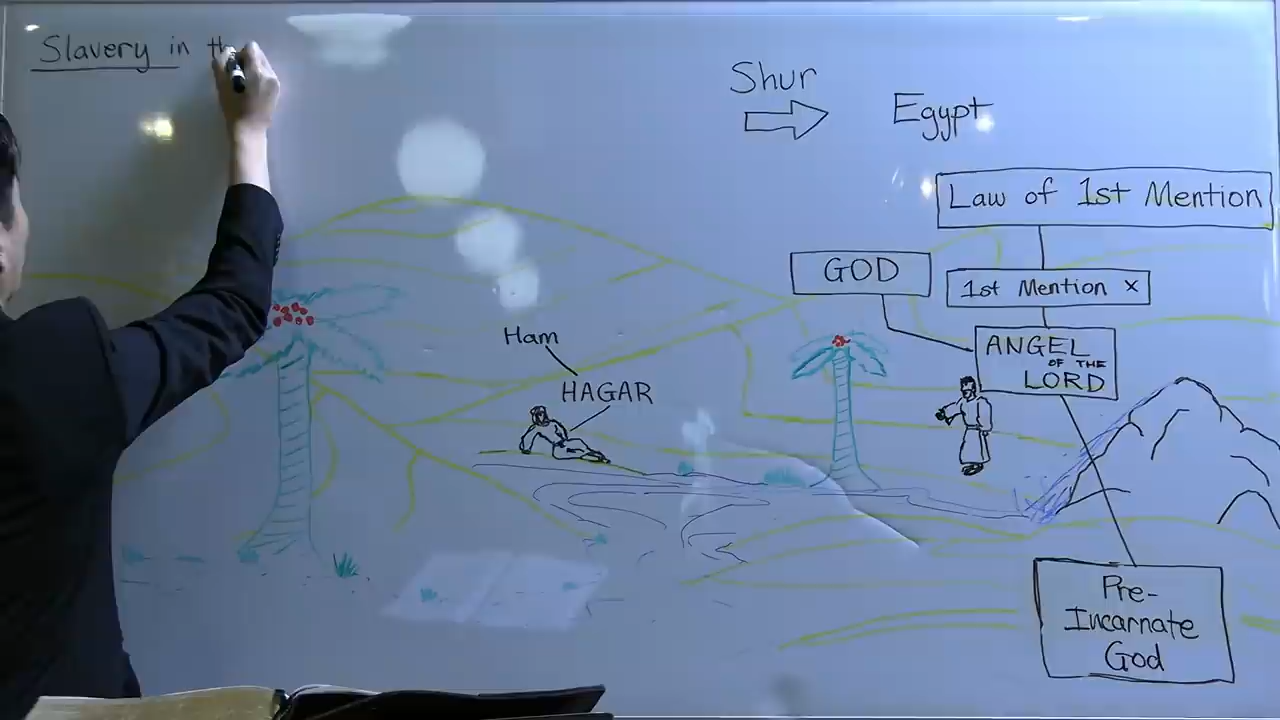 Slavery in th
Shur
Egypt
Law of 1st Mention
GOD
1st Mention x
Ham
HAGAR
ANGEL
OF THE
LORD
Pre-
Incarnate
God